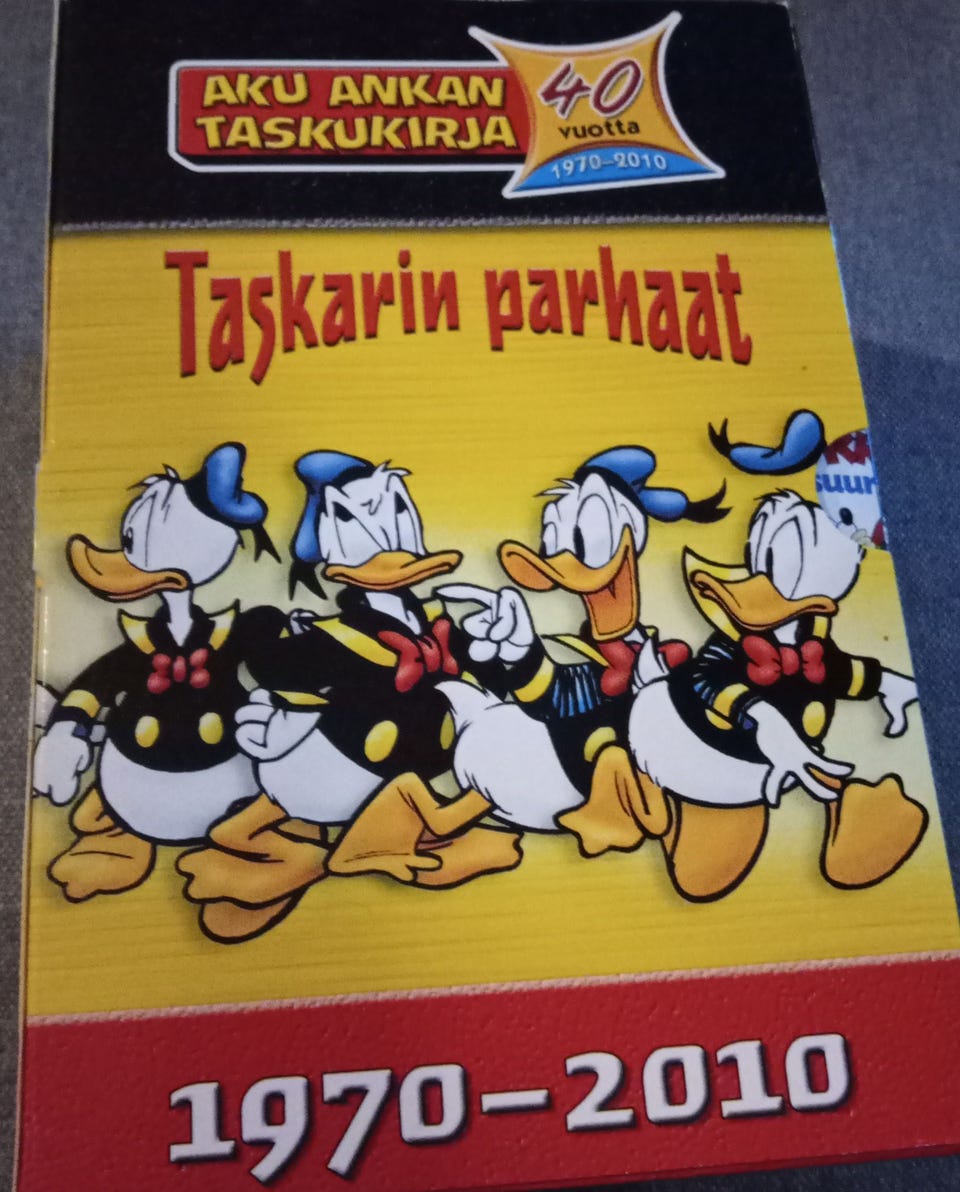 AKU ANKAN
TASKUKIRJA
40
vuotta
1970–2010
Taskarin parhaat
1970–2010